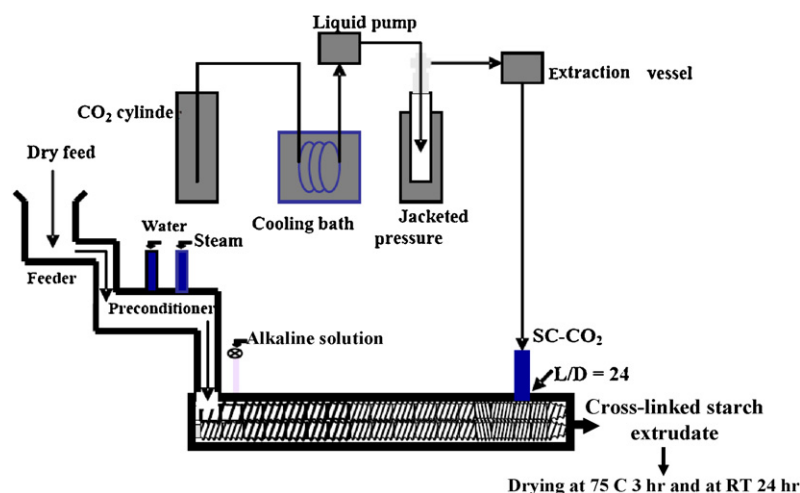 Liquid pump
Extraction vessel
CO₂ cylinde
Dry feed
Cooling bath
Jacketed
pressure
Water
Steam
Feeder
Preconditioner
Alkaline solution
SC-CO₂
L/D = 24
Cross-linked starch
extrudate
Drying at 75 C 3 hr and at RT 24 hr